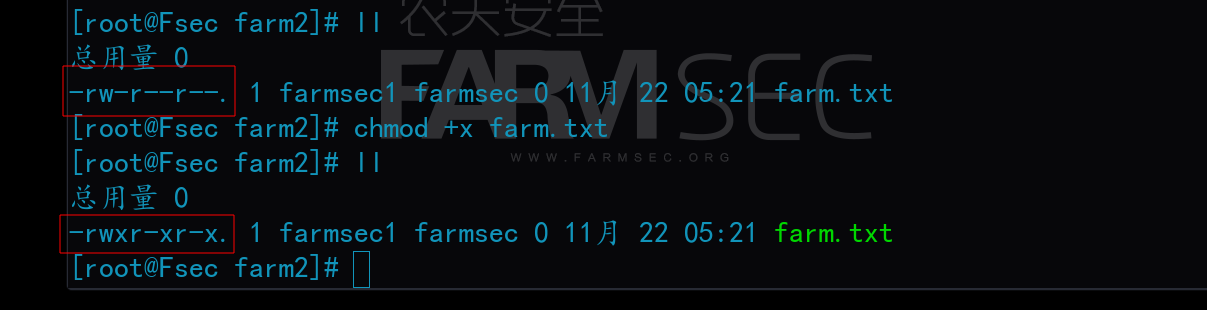 农夫安全
FARMSEC
WWW.FARMSEC.ORG
[root@Fsec farm2]# ll
总用量 0
-rw-r--r--. 1 farmsec1 farmsec 0 11月 22 05:21 farm.txt
[root@Fsec farm2]# chmod +x farm.txt
[root@Fsec farm2]# ll
总用量 0
-rwxr-xr-x. 1 farmsec1 farmsec 0 11月 22 05:21 farm.txt
[root@Fsec farm2]#